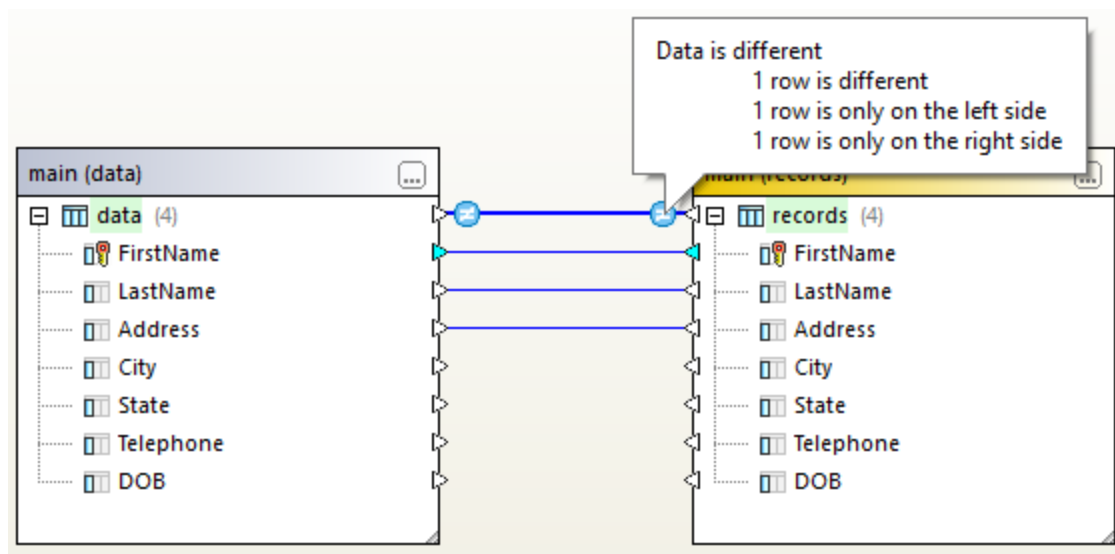 Data is different
1 row is different
1 row is only on the left side
1 row is only on the right side
main (data)
...
main (records)
...
data (4)
FirstName
LastName
Address
City
State
Telephone
DOB
records (4)
FirstName
LastName
Address
City
State
Telephone
DOB